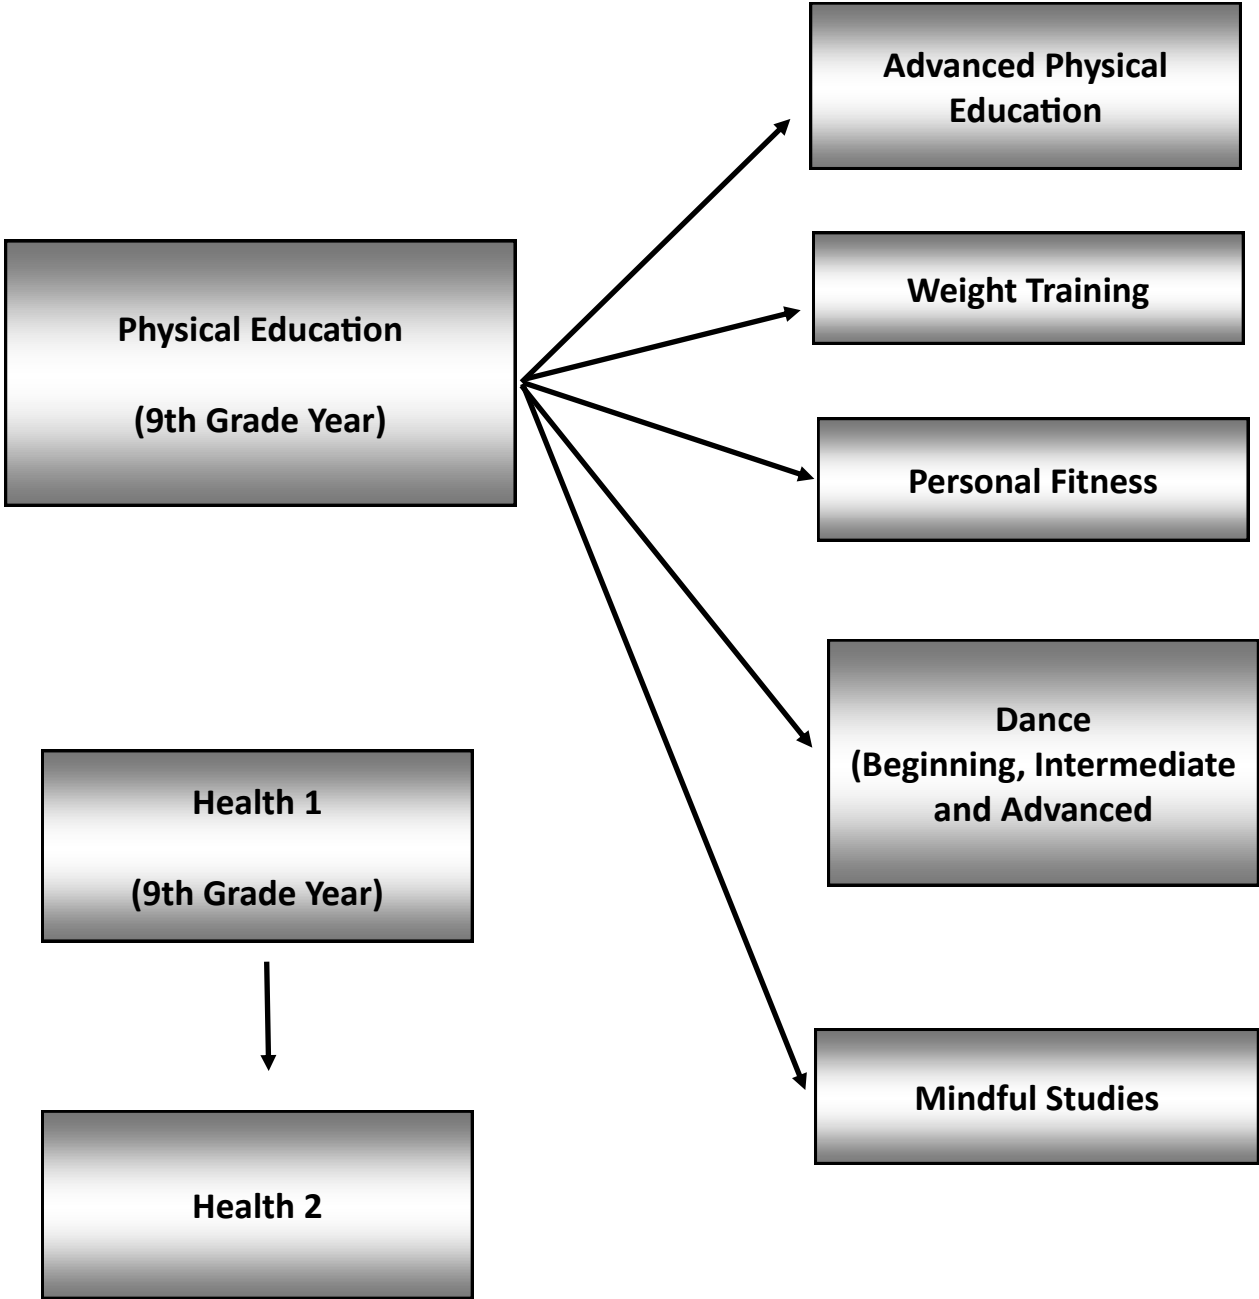 Advanced Physical
Education
Weight Training
Physical Education
(9th Grade Year)
Personal Fitness
Dance
(Beginning, Intermediate
and Advanced
Health 1
(9th Grade Year)
Mindful Studies
Health 2